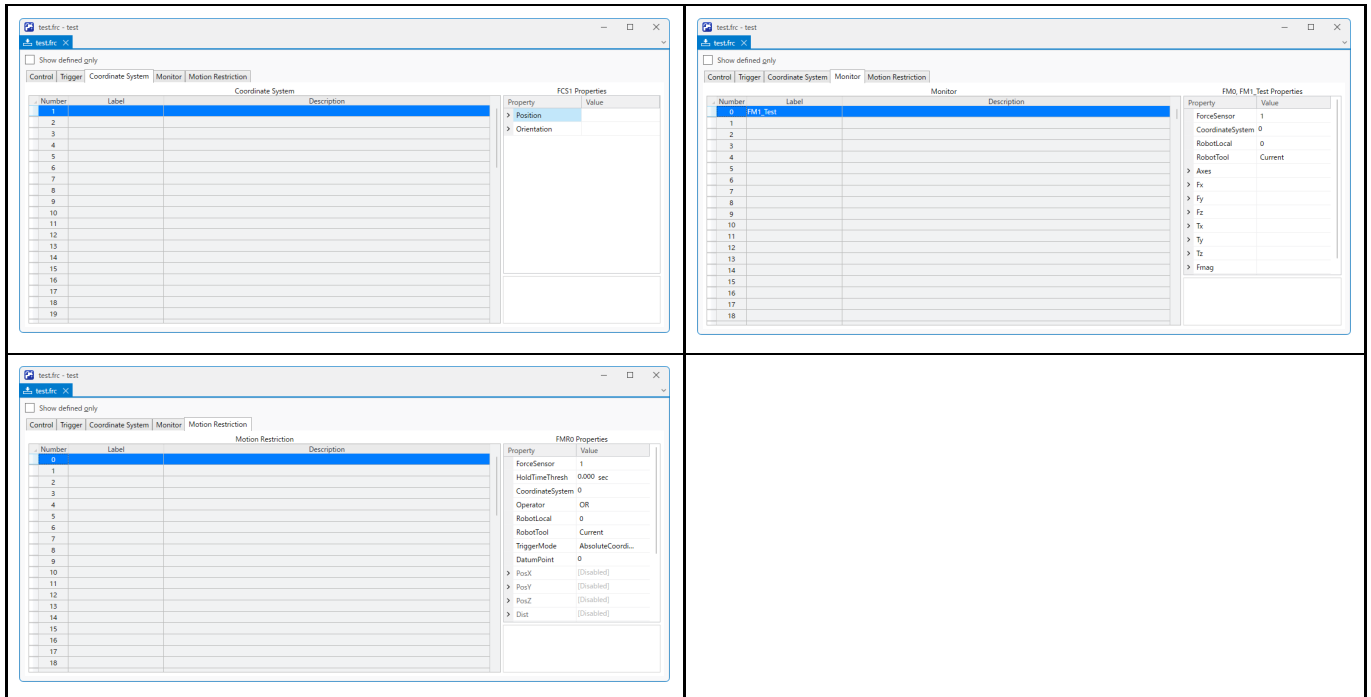 test.frc - test
test.frc
Show defined only
Control Trigger Coordinate System Monitor Motion Restriction
Coordinate System
Number Label Description
1
2
3
4
5
6
7
8
9
10
11
12
13
14
15
16
17
18
19
FCS1 Properties
Property Value
Position
Orientation
test.frc - test
test.frc
Show defined only
Control Trigger Coordinate System Monitor Motion Restriction
Monitor
Number Label Description
0 FM1_Test
1
2
3
4
5
6
7
8
9
10
11
12
13
14
15
16
17
18
FM0, FM1_Test Properties
Property Value
ForceSensor 1
CoordinateSystem 0
RobotLocal 0
RobotTool Current
Axes
Fx
Fy
Fz
Tx
Ty
Tz
Fmag
test.frc - test
test.frc
Show defined only
Control Trigger Coordinate System Monitor Motion Restriction
Motion Restriction
Number Label Description
0
1
2
3
4
5
6
7
8
9
10
11
12
13
14
15
16
17
18
FMR0 Properties
Property Value
ForceSensor 1
HoldTimeThresh 0.000 sec
CoordinateSystem 0
Operator OR
RobotLocal 0
RobotTool Current
TriggerMode AbsoluteCoordi...
DatumPoint 0
PosX [Disabled]
PosY [Disabled]
PosZ [Disabled]
Dist [Disabled]